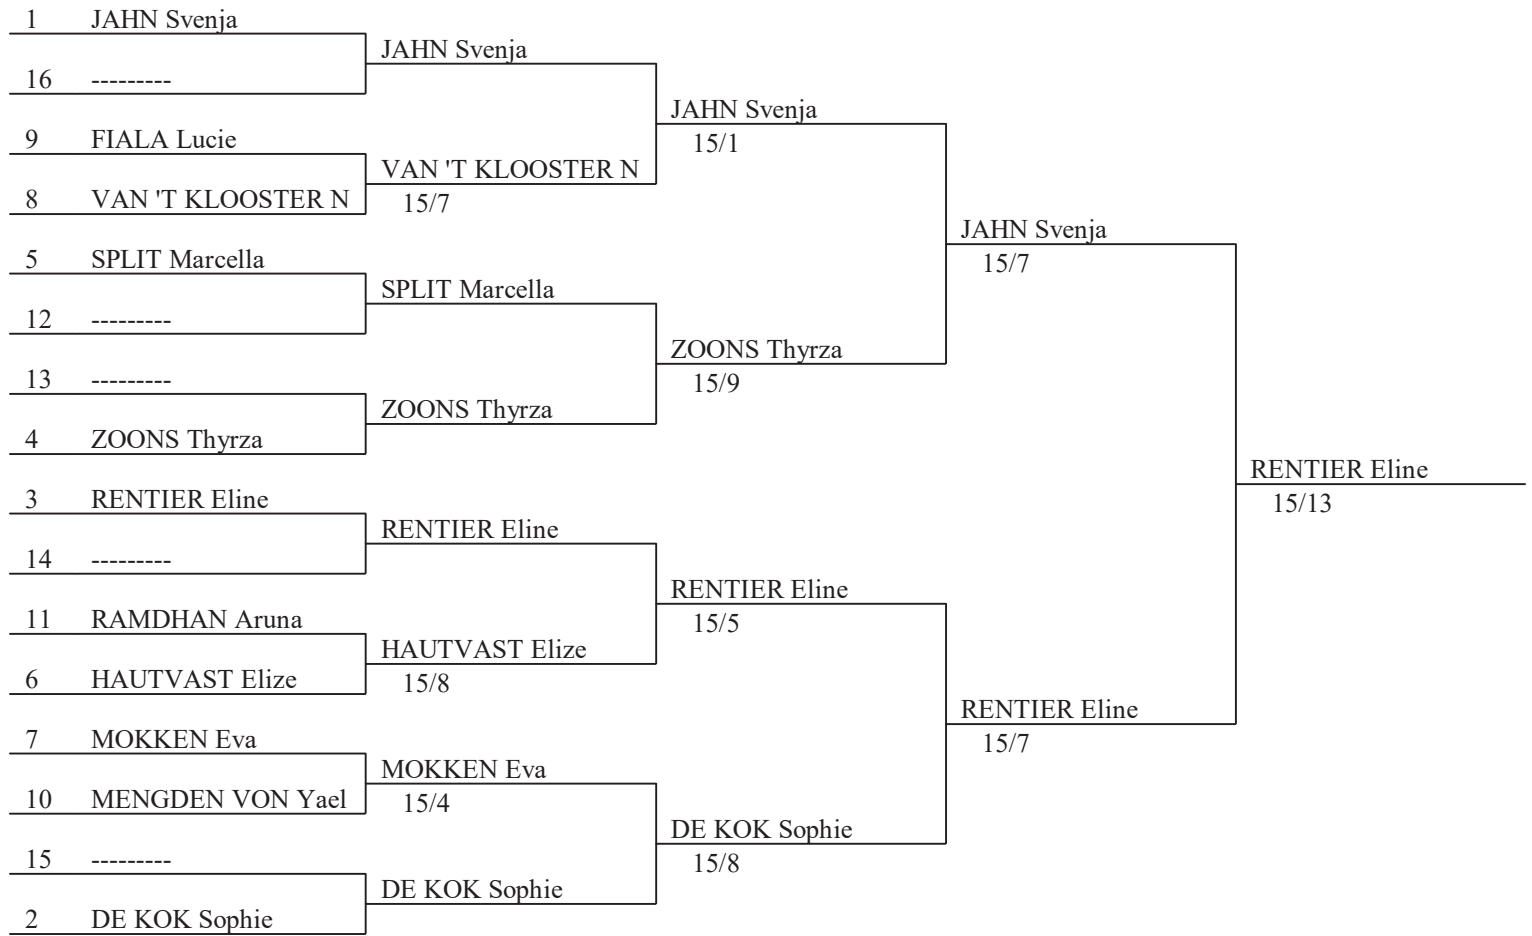 1 JAHN Svenja
JAHN Svenja
16 ---------
JAHN Svenja
15/1
9 FIALA Lucie
VAN 'T KLOOSTER N
15/7
8 VAN 'T KLOOSTER N
JAHN Svenja
15/7
5 SPLIT Marcella
SPLIT Marcella
12 ---------
ZOONS Thyrza
15/9
13 ---------
ZOONS Thyrza
4 ZOONS Thyrza
RENTIER Eline
15/13
3 RENTIER Eline
RENTIER Eline
14 ---------
RENTIER Eline
15/5
11 RAMDHAN Aruna
HAUTVAST Elize
15/8
6 HAUTVAST Elize
RENTIER Eline
15/7
7 MOKKEN Eva
MOKKEN Eva
15/4
10 MENGDEN VON Yael
DE KOK Sophie
15/8
15 ---------
DE KOK Sophie
2 DE KOK Sophie